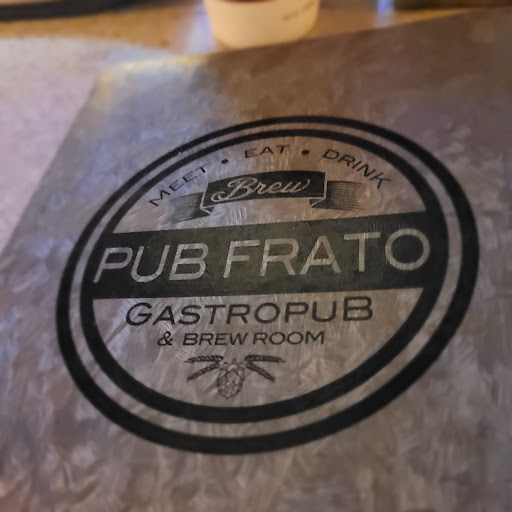 MEET • EAT • DRINK
Brew
PUB FRATO
GASTROPUB
& BREW ROOM